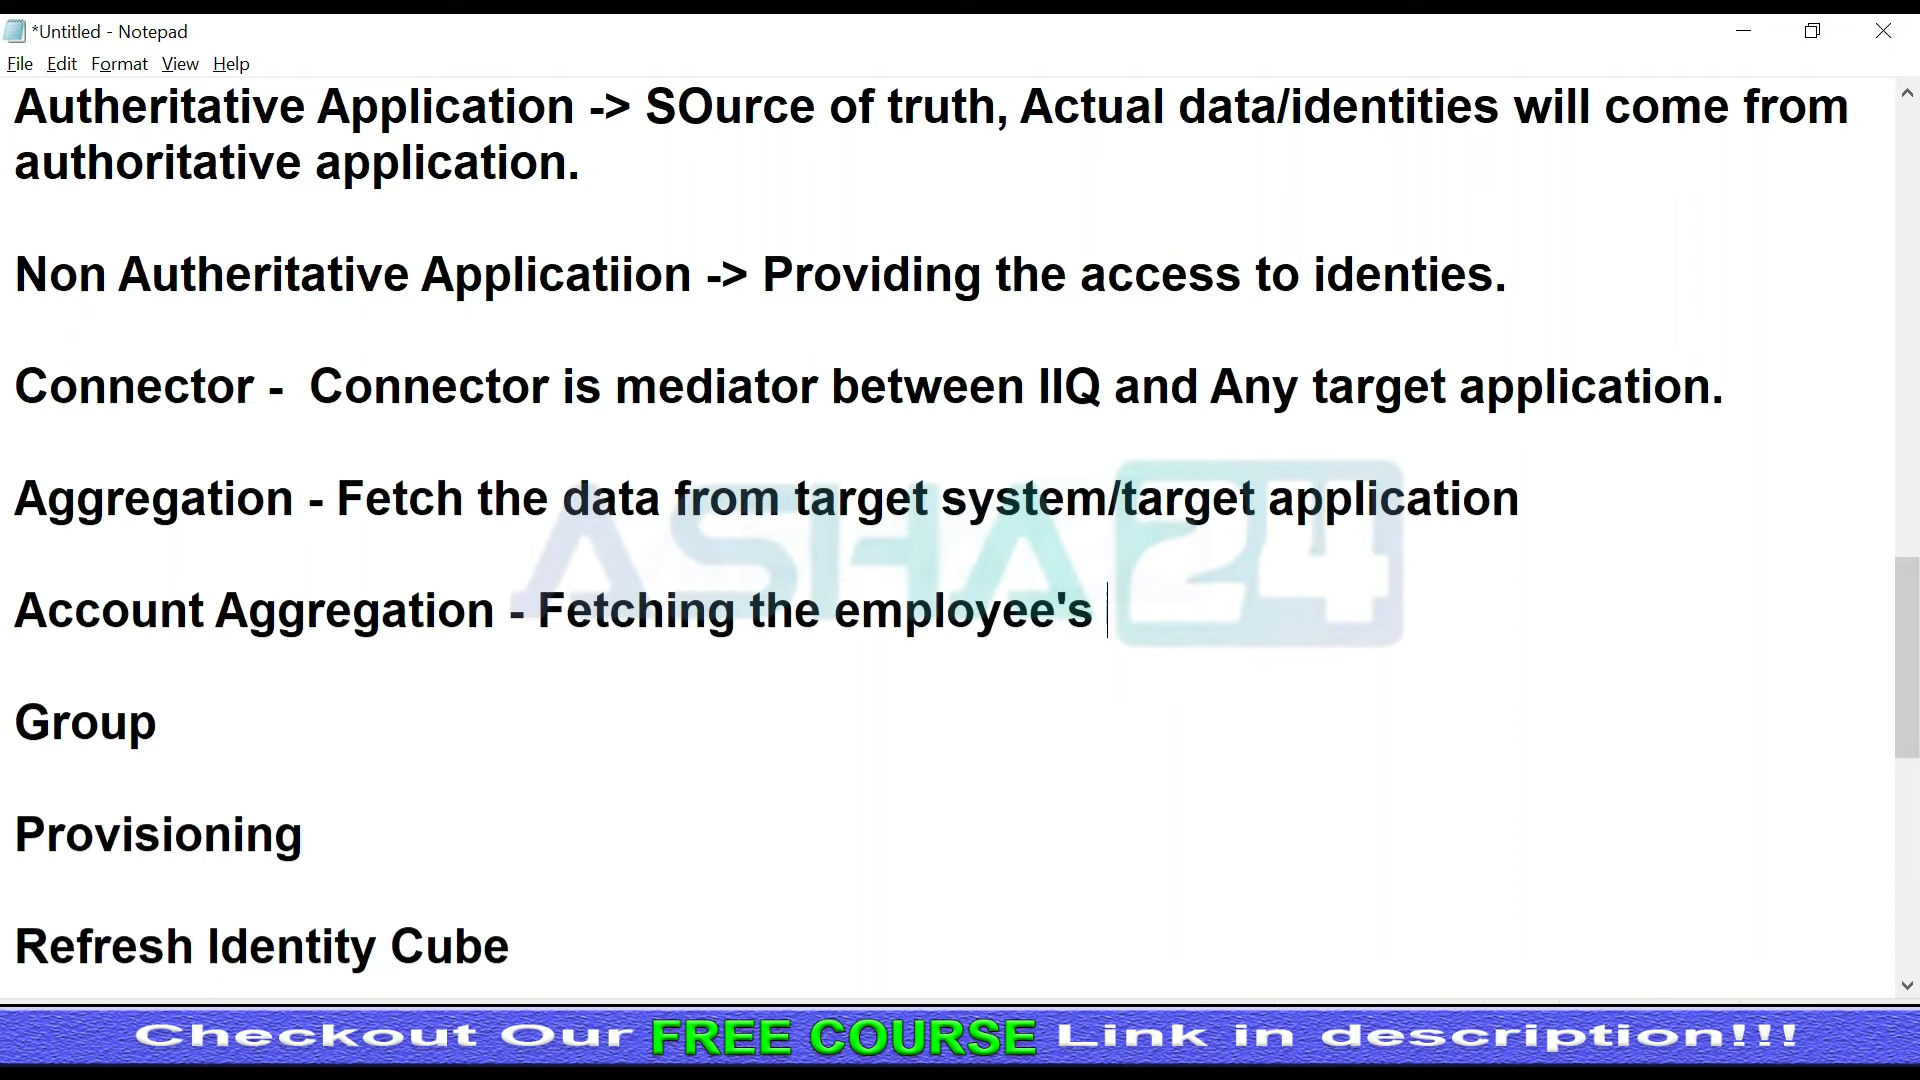 *Untitled - Notepad
File Edit Format View Help
Autheritative Application -> SOurce of truth, Actual data/identities will come from
authoritative application.
Non Autheritative Applicatiion -> Providing the access to identies.
Connector -  Connector is mediator between IIQ and Any target application.
Aggregation - Fetch the data from target system/target application
ASHA24
Account Aggregation - Fetching the employee's
Group
Provisioning
Refresh Identity Cube
Checkout Our FREE COURSE Link in description!!!